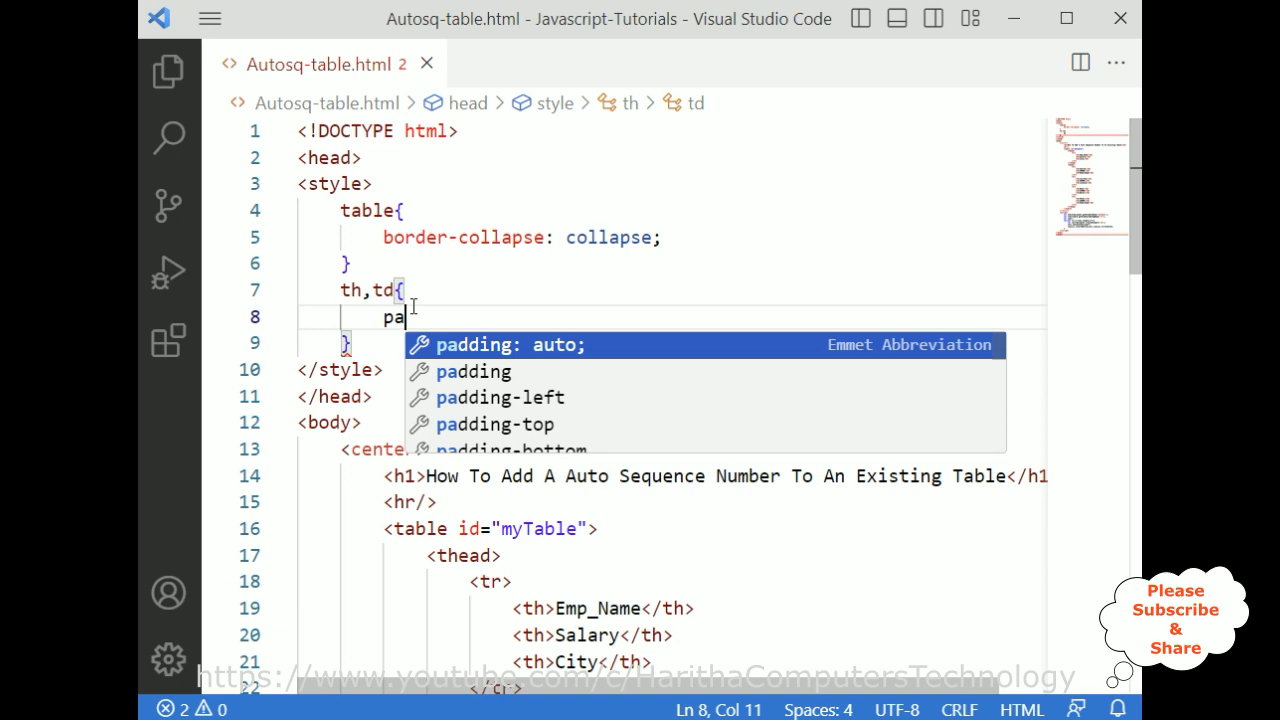 Autosq-table.html - Javascript-Tutorials - Visual Studio Code
Autosq-table.html 2
Autosq-table.html > head > style > th > td
1 <!DOCTYPE html>
2 <head>
3 <style>
4 table{
5 border-collapse: collapse;
6 }
7 th,td{
8 pa
9 }
padding: auto; Emmet Abbreviation
padding
padding-left
padding-top
padding-bottom
10 </style>
11 </head>
12 <body>
13 <center
14 <h1>How To Add A Auto Sequence Number To An Existing Table</h1
15 <hr/>
16 <table id="myTable">
17 <thead>
18 <tr>
19 <th>Emp_Name</th>
20 <th>Salary</th>
21 <th>City</th>
22 </tr>
Please
Subscribe
&
Share
https://www.youtube.com/c/HarithaComputersTechnology
2 0 Ln 8, Col 11 Spaces: 4 UTF-8 CRLF HTML